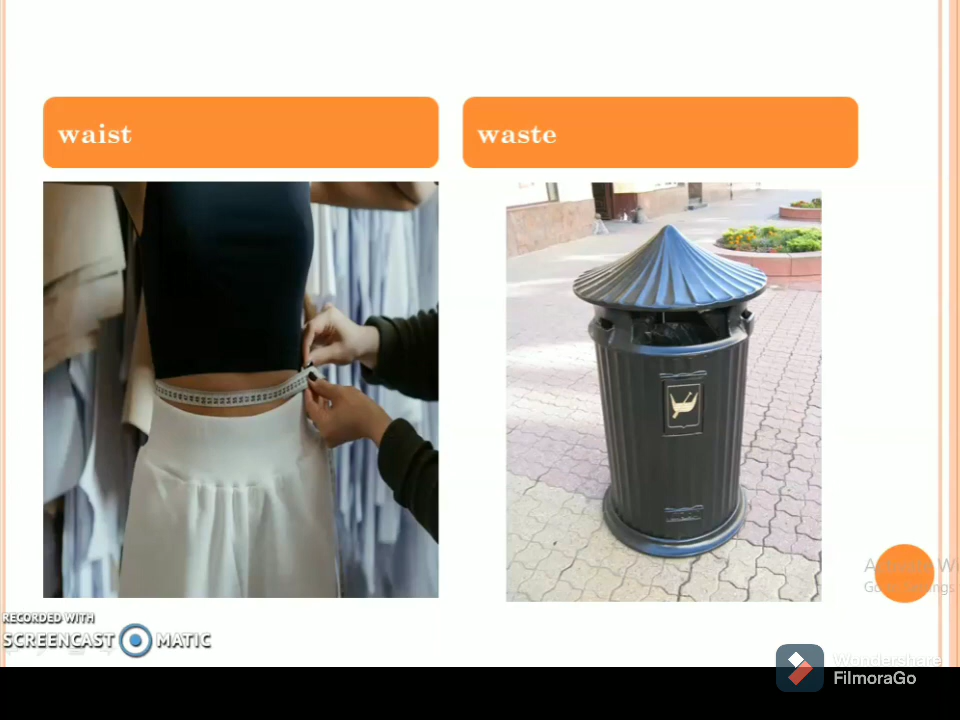 waist
waste
RECORDED WITH
SCREENCAST MATIC
Wondershare
FilmoraGo